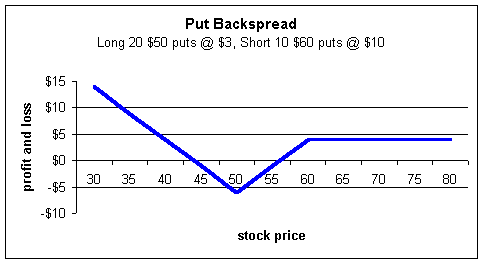 Put Backspread
Long 20 $50 puts @ $3, Short 10 $60 puts @ $10
$15
$10
$5
$0
-$5
-$10
profit and loss
30 35 40 45 50 55 60 65 70 75 80
stock price